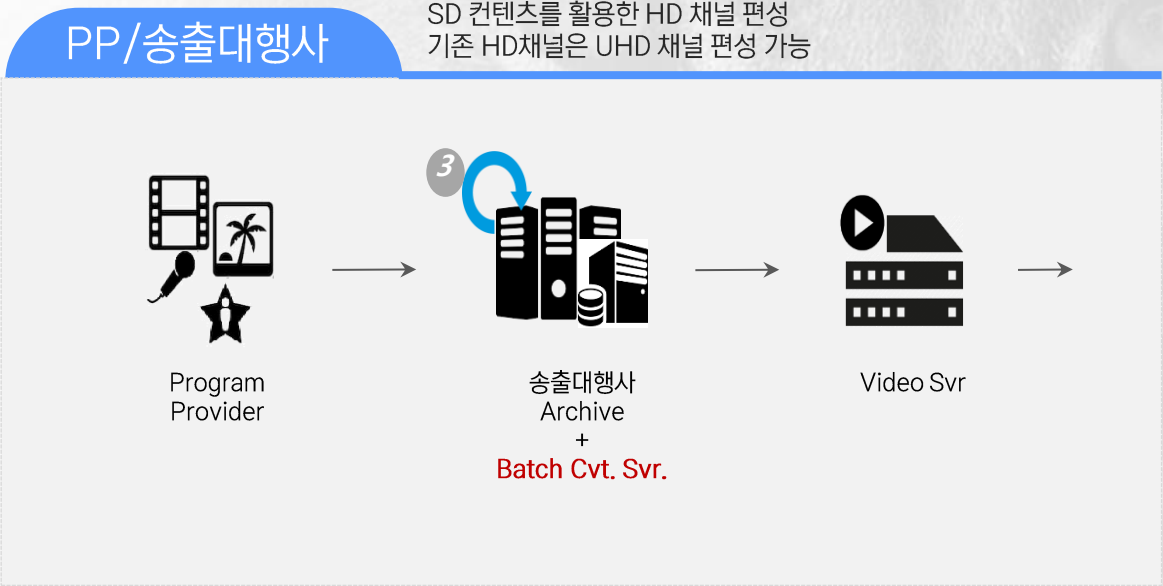 PP/송출대행사
SD 컨텐츠를 활용한 HD 채널 편성
기존 HD채널은 UHD 채널 편성 가능
3
Program
Provider
송출대행사
Archive
+
Batch Cvt. Svr.
Video Svr